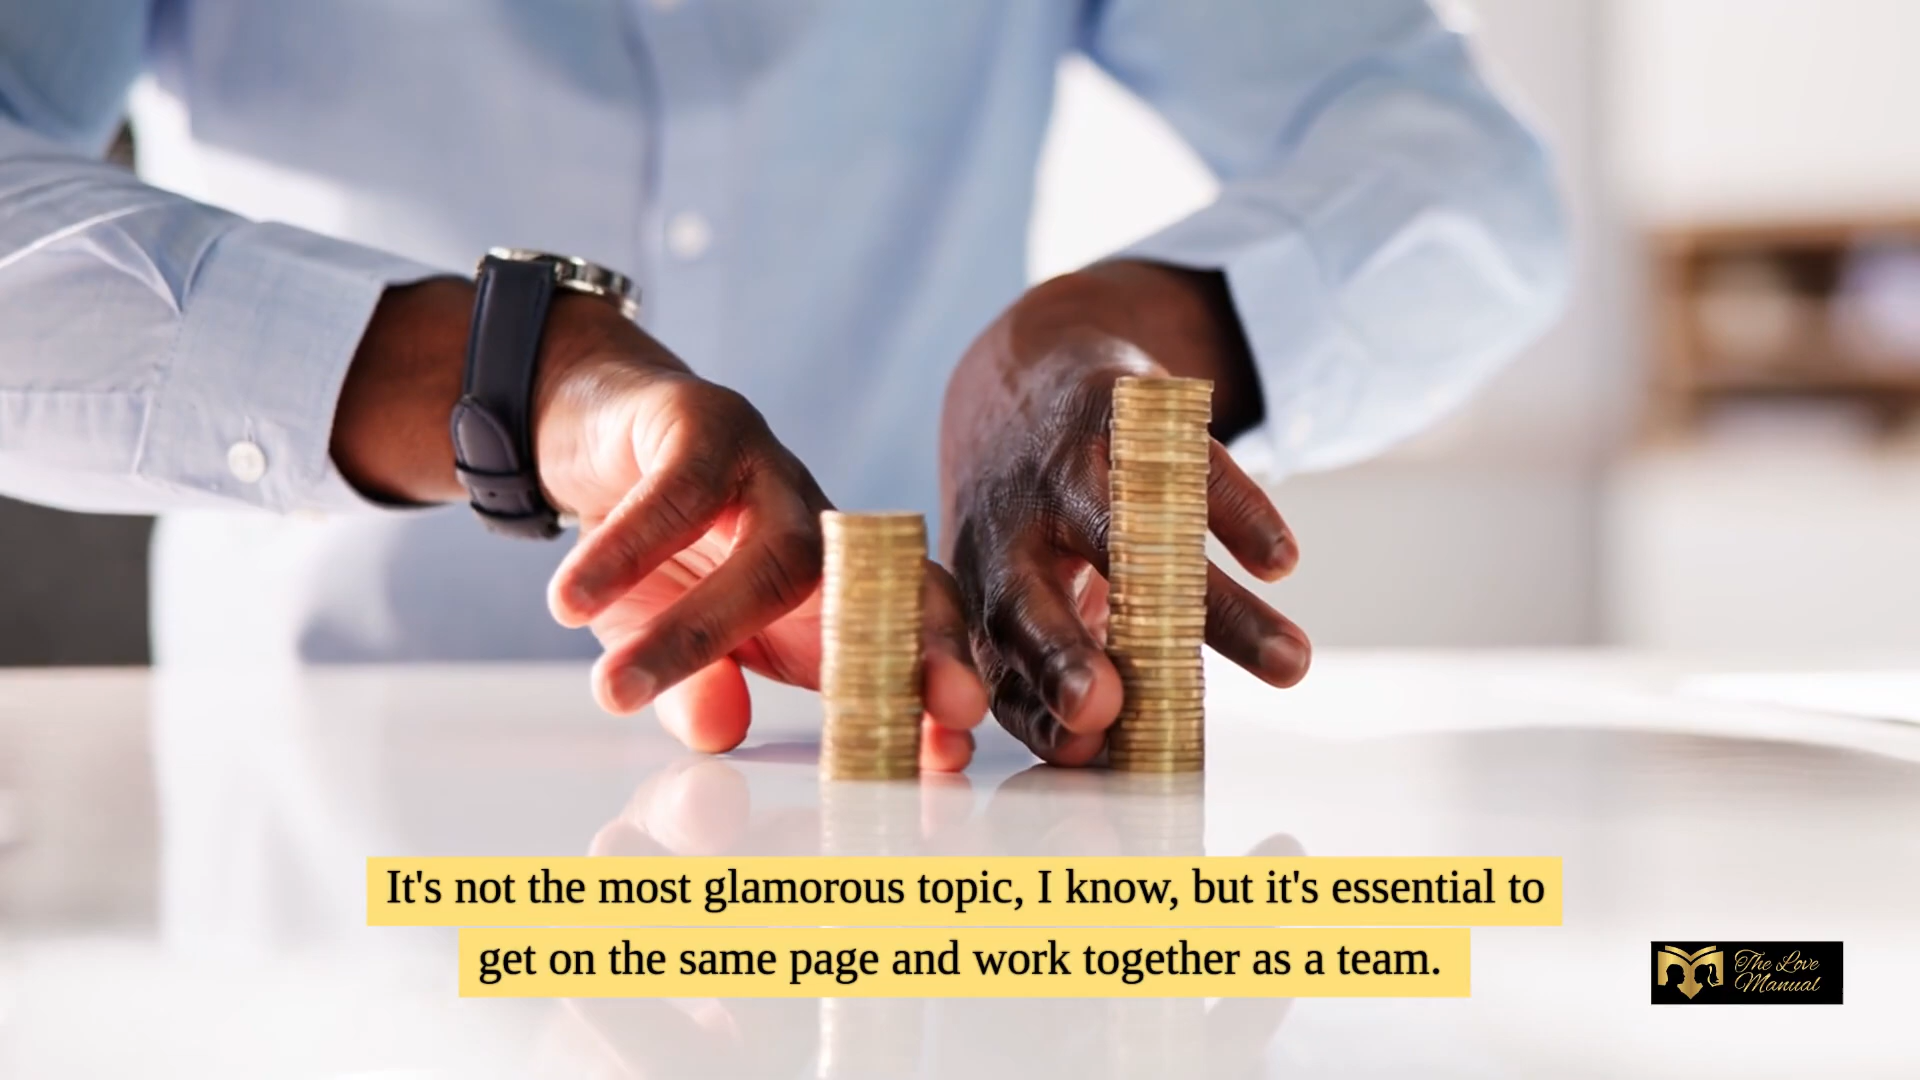 It's not the most glamorous topic, I know, but it's essential to
get on the same page and work together as a team.
The Love
Manual